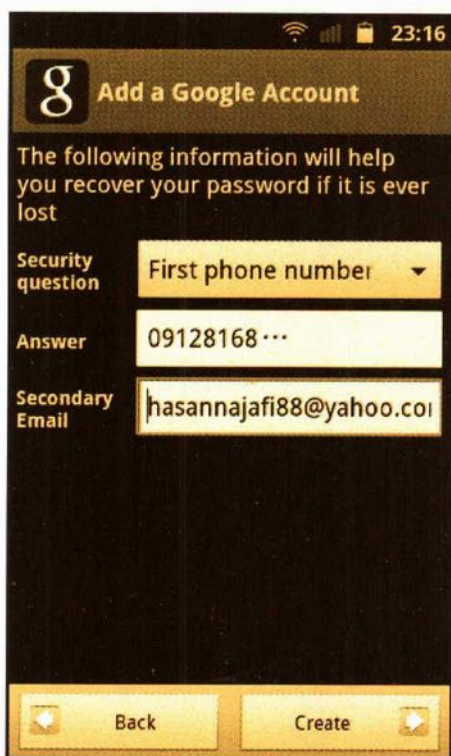 23:16
g Add a Google Account
The following information will help
you recover your password if it is ever
lost
Security
question
First phone number
Answer
09128168···
Secondary
Email
hasannajafi88@yahoo.co
Back
Create